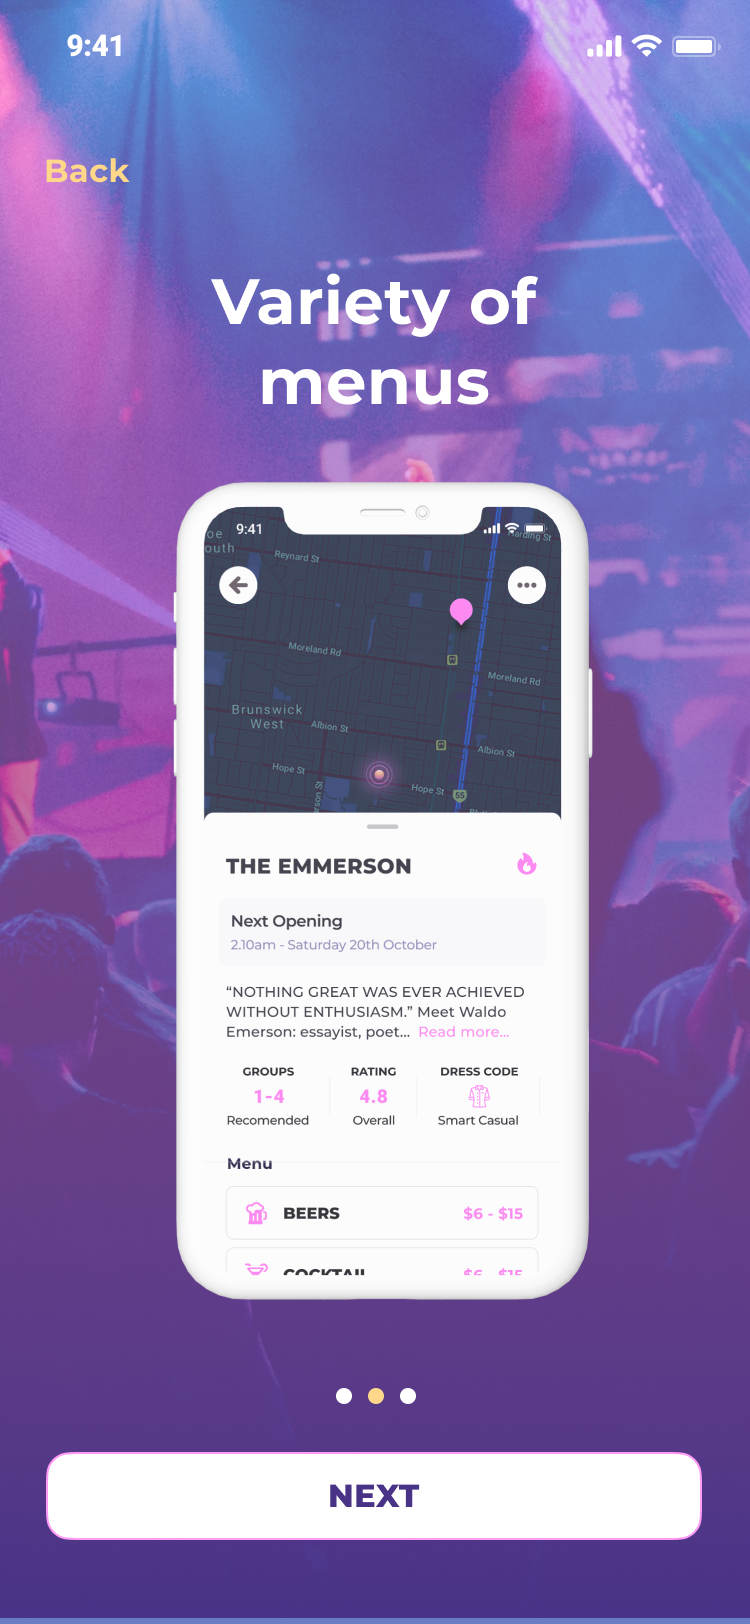 9:41
Back
Variety of
menus
9:41
Harding St
oe
outh
Reynard St
Moreland Rd
Moreland Rd
Brunswick
West
Albion St
Albion St
Hope St
Hope St
55
THE EMMERSON
Next Opening
2.10am - Saturday 20th October
“NOTHING GREAT WAS EVER ACHIEVED
WITHOUT ENTHUSIASM.” Meet Waldo
Emerson: essayist, poet... Read more...
GROUPS RATING DRESS CODE
1-4 4.8
Recomended Overall Smart Casual
Menu
BEERS $6 - $15
COCKTAIL $6 - $15
NEXT